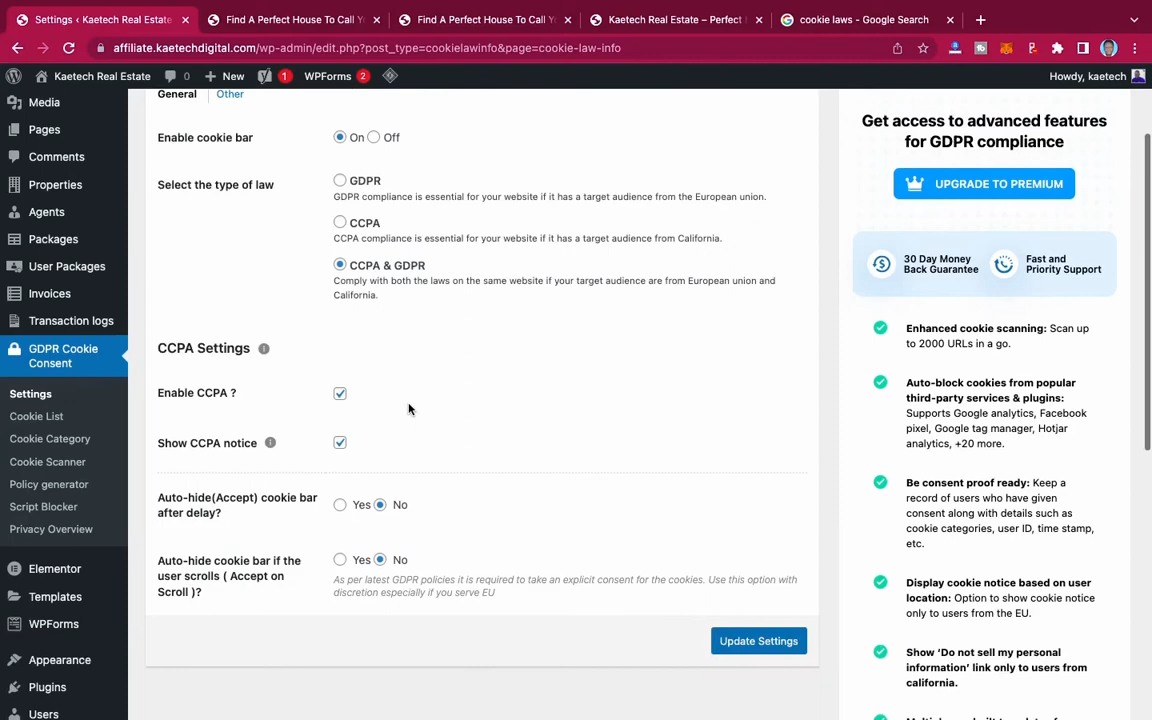 Settings ‹ Kaetech Real Estate
Find A Perfect House To Call Yo
Find A Perfect House To Call Yo
Kaetech Real Estate – Perfect
cookie laws - Google Search
affiliate.kaetechdigital.com/wp-admin/edit.php?post_type=cookielawinfo&page=cookie-law-info
Kaetech Real Estate 0 + New 1 WPForms 2 Howdy, kaetech
Media
Pages
Comments
Properties
Agents
Packages
User Packages
Invoices
Transaction logs
GDPR Cookie
Consent
Settings
Cookie List
Cookie Category
Cookie Scanner
Policy generator
Script Blocker
Privacy Overview
Elementor
Templates
WPForms
Appearance
Plugins
Users
General Other
Enable cookie bar On Off
Select the type of law GDPR
GDPR compliance is essential for your website if it has a target audience from the European union.
CCPA
CCPA compliance is essential for your website if it has a target audience from California.
CCPA & GDPR
Comply with both the laws on the same website if your target audience are from European union and
California.
CCPA Settings
Enable CCPA ?
Show CCPA notice
Auto-hide(Accept) cookie bar
after delay?
Yes No
Auto-hide cookie bar if the
user scrolls ( Accept on
Scroll )?
Yes No
As per latest GDPR policies it is required to take an explicit consent for the cookies. Use this option with
discretion especially if you serve EU
Update Settings
Get access to advanced features
for GDPR compliance
UPGRADE TO PREMIUM
30 Day Money
Back Guarantee
Fast and
Priority Support
Enhanced cookie scanning: Scan up
to 2000 URLs in a go.
Auto-block cookies from popular
third-party services & plugins:
Supports Google analytics, Facebook
pixel, Google tag manager, Hotjar
analytics, +20 more.
Be consent proof ready: Keep a
record of users who have given
consent along with details such as
cookie categories, user ID, time stamp,
etc.
Display cookie notice based on user
location: Option to show cookie notice
only to users from the EU.
Show 'Do not sell my personal
information' link only to users from
california.